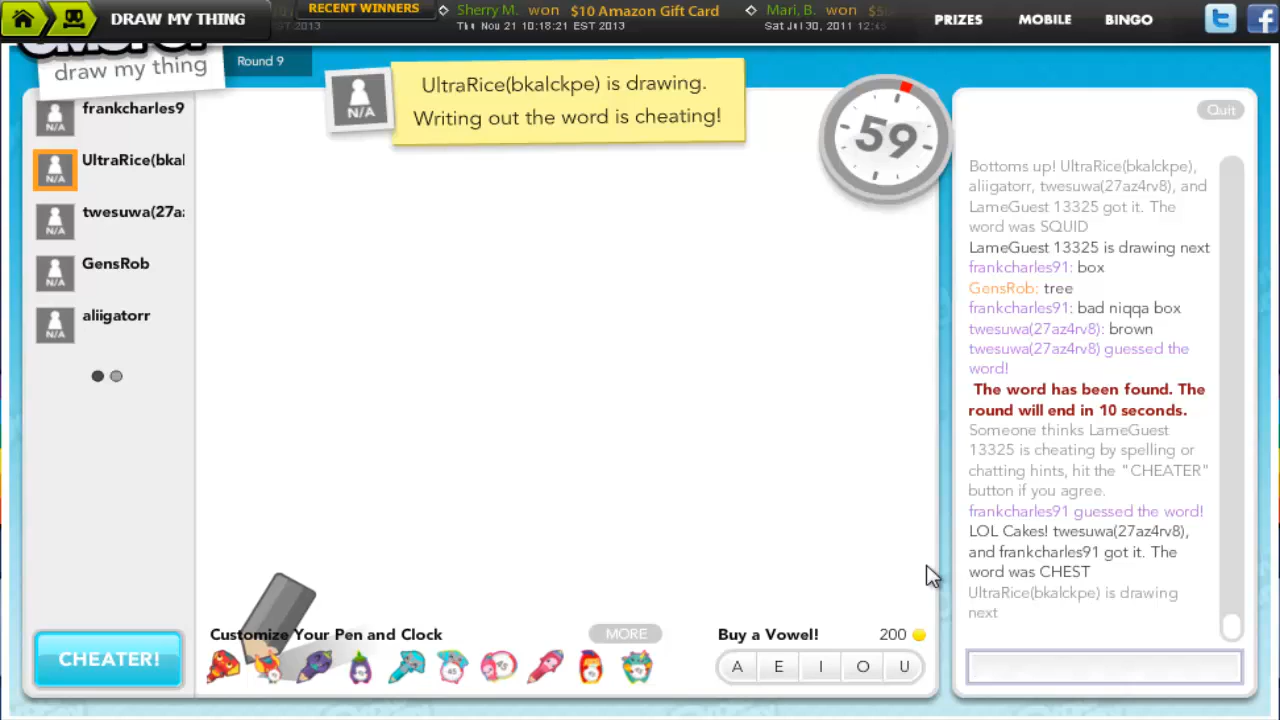 DRAW MY THING
RECENT WINNERS
Sherry M. won $10 Amazon Gift Card
Thu Nov 21 10:18:21 EST 2013
Mari, B. won
Sat Jul 30, 2011
PRIZES
MOBILE
BINGO
EST 2013
draw my thing
Round 9
UltraRice(bkalckpe) is drawing.
Writing out the word is cheating!
59
Quit
N/A
frankcharles9
N/A
UltraRice(bkal
N/A
twesuwa(27a
N/A
GensRob
N/A
aliigatorr
N/A
Bottoms up! UltraRice(bkalckpe),
aliigatorr, twesuwa(27az4rv8), and
LameGuest 13325 got it. The
word was SQUID
LameGuest 13325 is drawing next
frankcharles91: box
GensRob: tree
frankcharles91: bad niqqa box
twesuwa(27az4rv8): brown
twesuwa(27az4rv8) guessed the
word!
The word has been found. The
round will end in 10 seconds.
Someone thinks LameGuest
13325 is cheating by spelling or
chatting hints, hit the "CHEATER"
button if you agree.
frankcharles91 guessed the word!
LOL Cakes! twesuwa(27az4rv8),
and frankcharles91 got it. The
word was CHEST
UltraRice(bkalckpe) is drawing
next
CHEATER!
Customize Your Pen and Clock
MORE
Buy a Vowel!
200
A E I O U